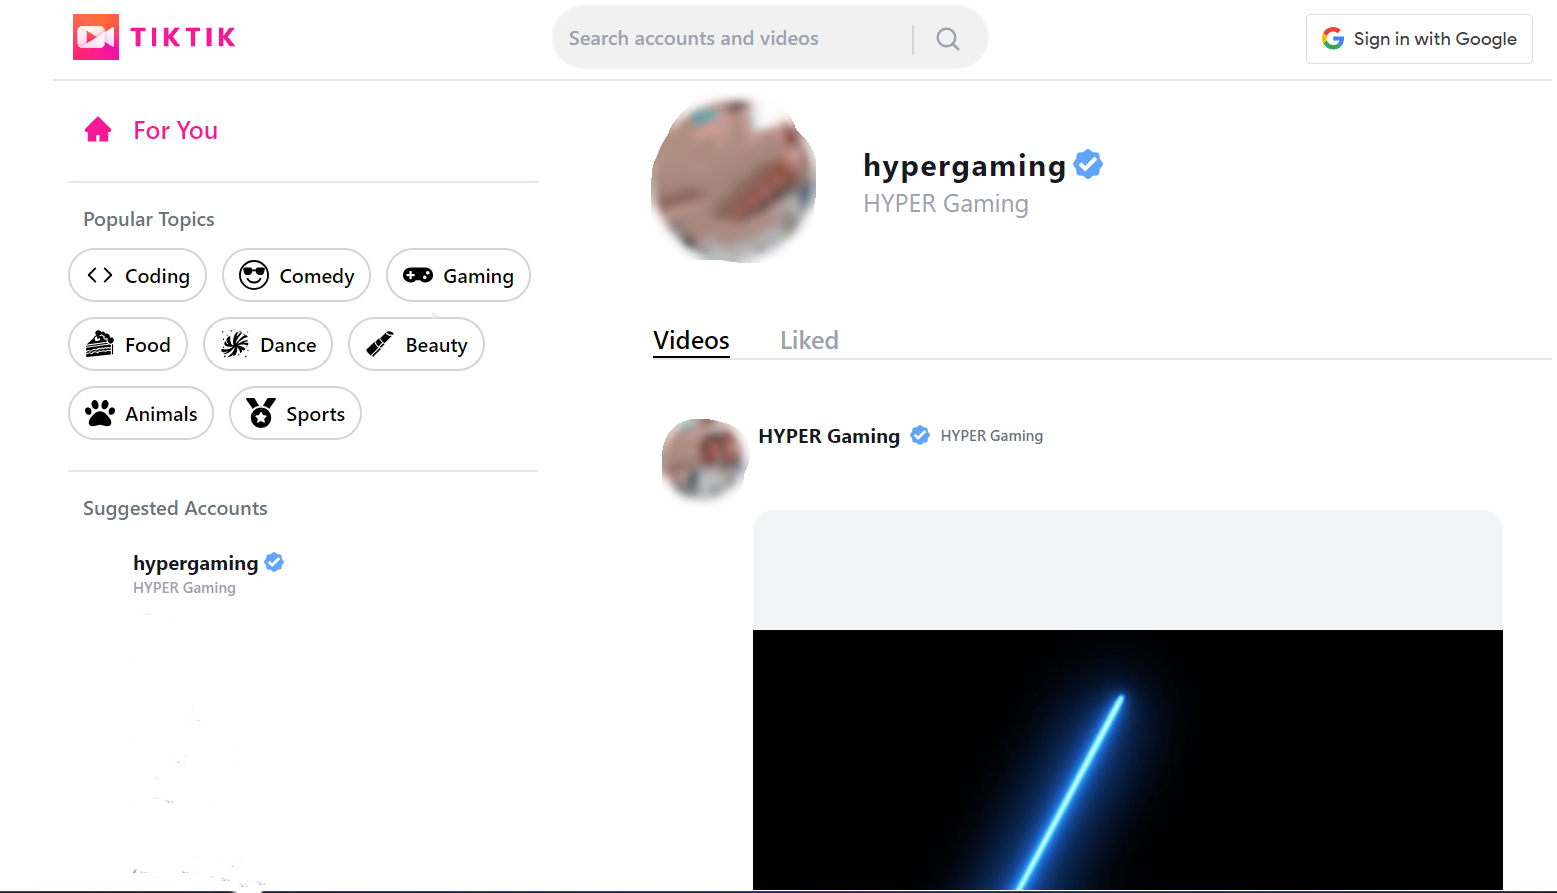 TIKTIK
Search accounts and videos
Sign in with Google
For You
Popular Topics
Coding
Comedy
Gaming
Food
Dance
Beauty
Animals
Sports
Suggested Accounts
hypergaming
HYPER Gaming
hypergaming
HYPER Gaming
Videos
Liked
HYPER Gaming HYPER Gaming